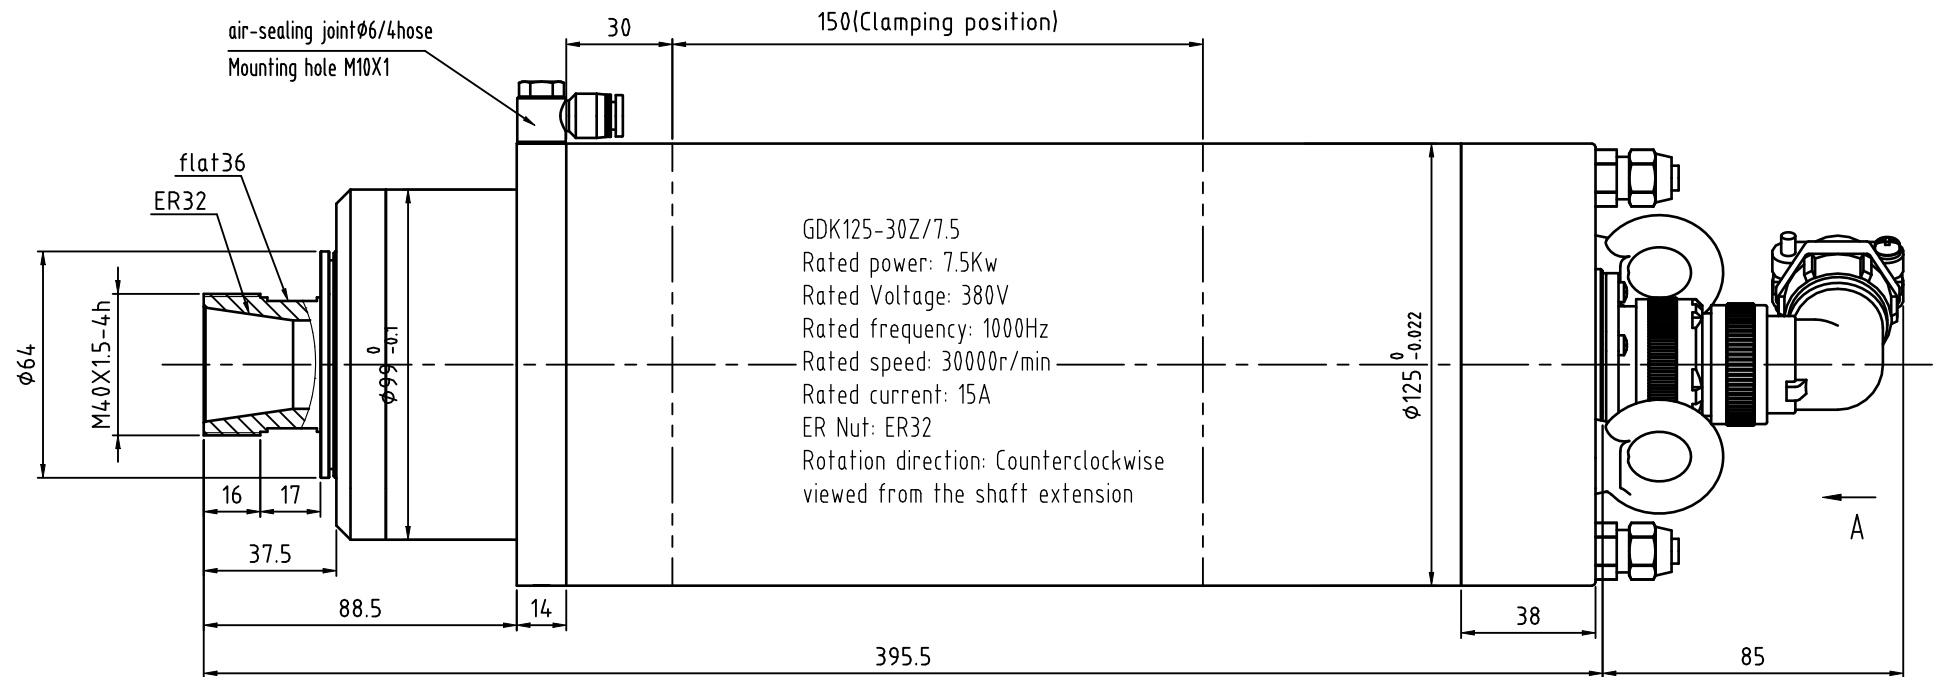 air-sealing jointφ6/4hose
Mounting hole M10X1
30
150(Clamping position)
flat36
ER32
φ64
M40X1.5-4h
φ99 0 -0.1
GDK125-30Z/7.5
Rated power: 7.5Kw
Rated Voltage: 380V
Rated frequency: 1000Hz
Rated speed: 30000r/min
Rated current: 15A
ER Nut: ER32
Rotation direction: Counterclockwise
viewed from the shaft extension
φ125 0 -0.022
16
17
A
37.5
88.5
14
38
395.5
85